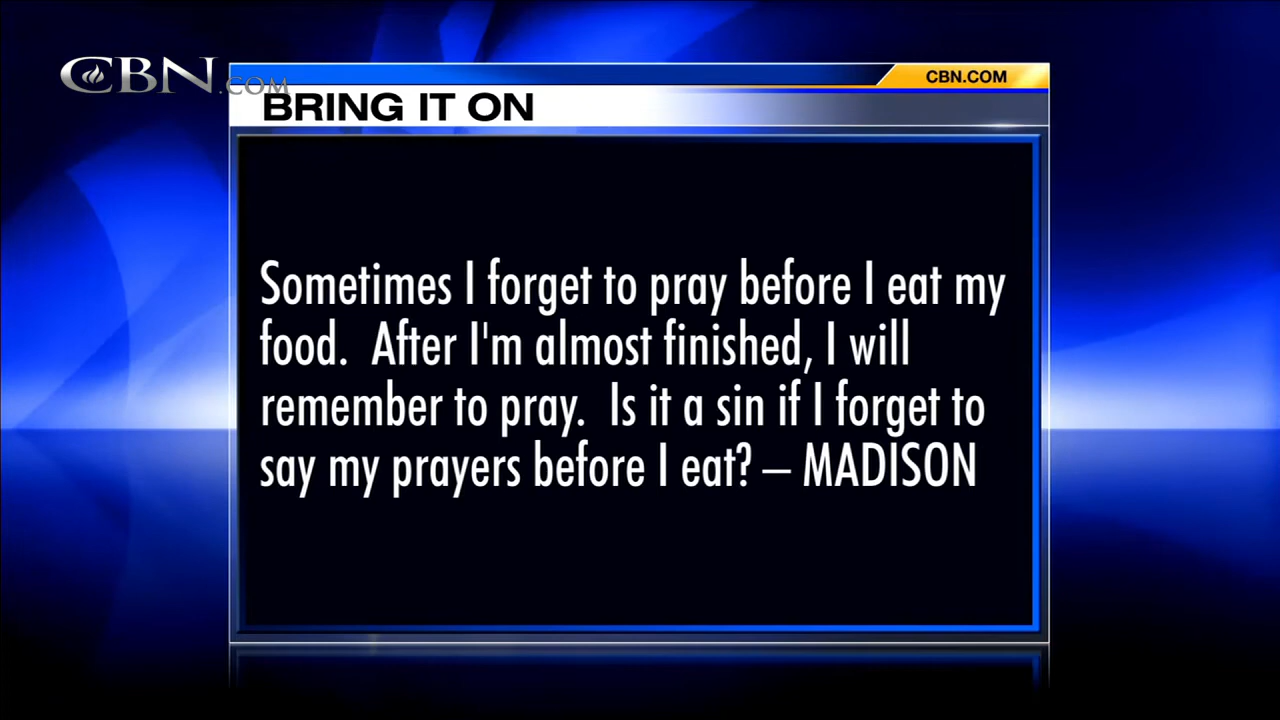 CBN.COM
CBN.COM
BRING IT ON
Sometimes I forget to pray before I eat my
food.  After I'm almost finished, I will
remember to pray.  Is it a sin if I forget to
say my prayers before I eat? – MADISON